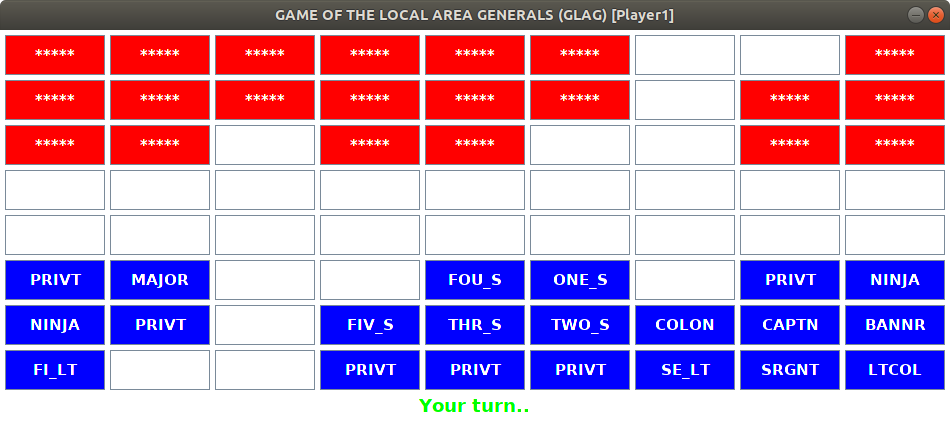 GAME OF THE LOCAL AREA GENERALS (GLAG) [Player1]
***** ***** ***** ***** ***** ***** *****
***** ***** ***** ***** ***** ***** ***** *****
***** ***** ***** ***** ***** *****
PRIVT MAJOR FOU_S ONE_S PRIVT NINJA
NINJA PRIVT FIV_S THR_S TWO_S COLON CAPTN BANNR
FI_LT PRIVT PRIVT PRIVT SE_LT SRGNT LTCOL
Your turn..